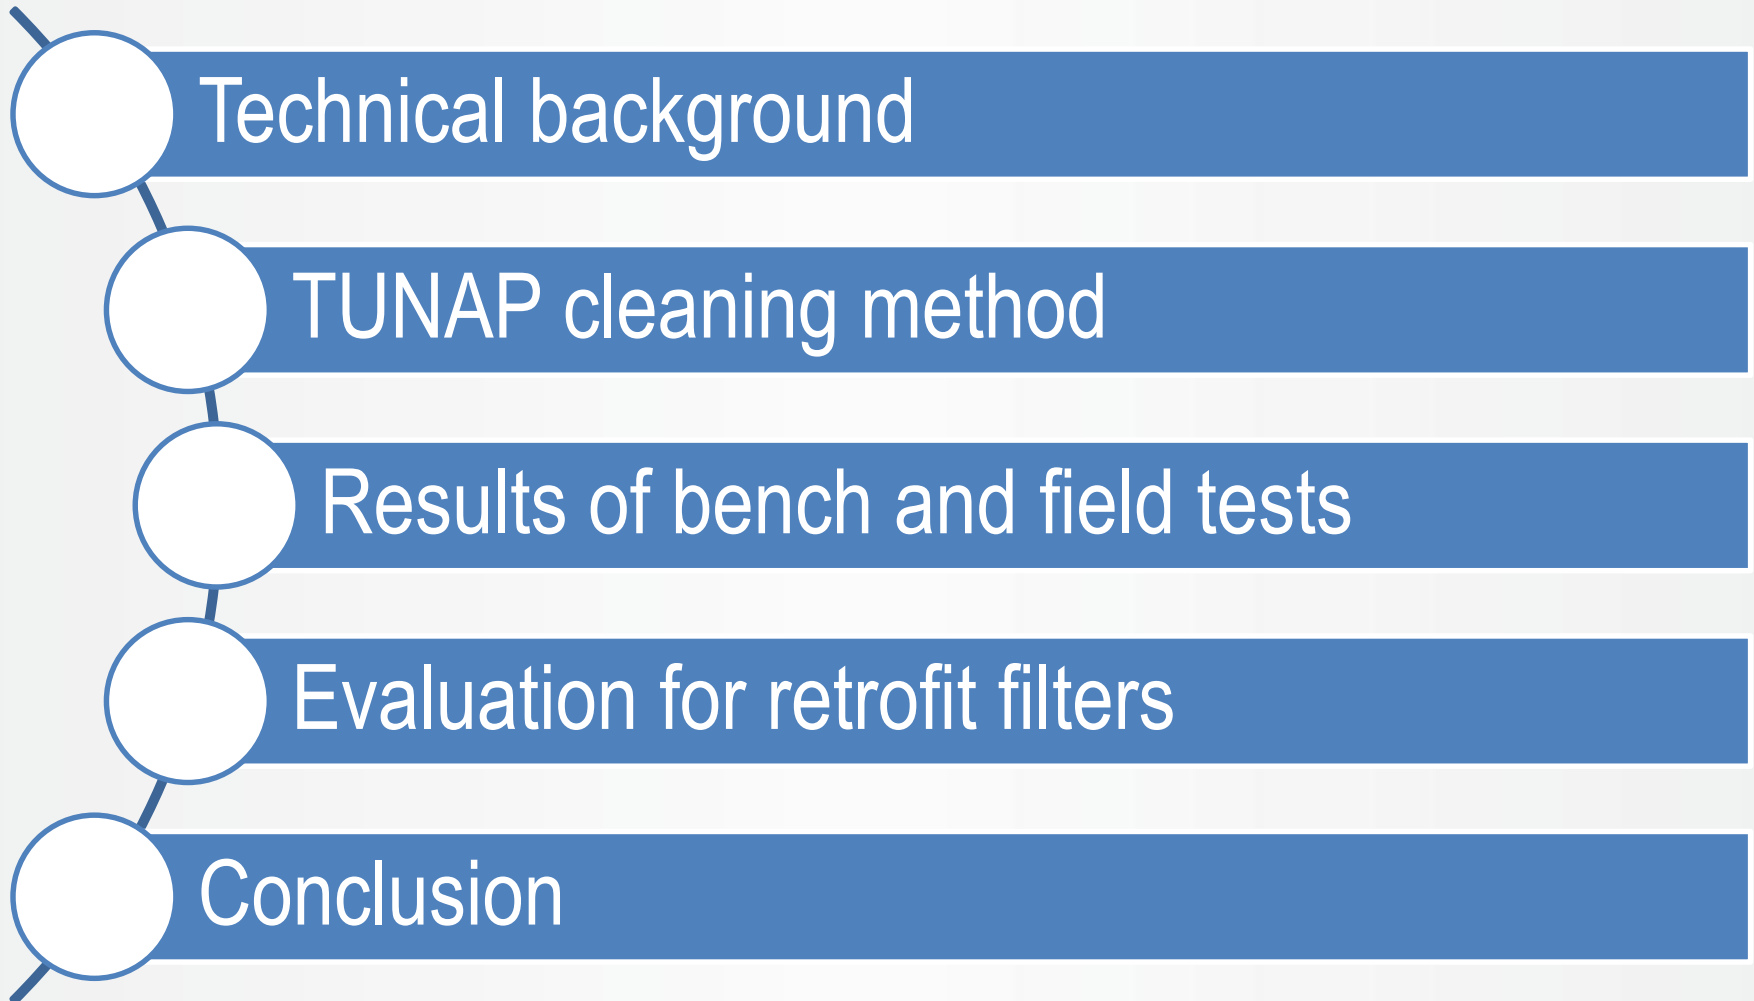 Technical background
TUNAP cleaning method
Results of bench and field tests
Evaluation for retrofit filters
Conclusion